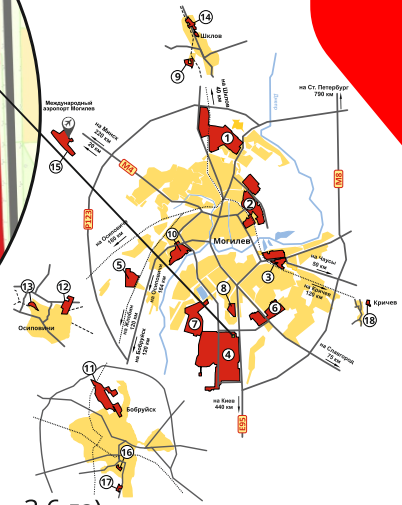 14
Шклов
9
на Шклов
40 км
на Ст. Петербург
790 км
Днепр
Международный
аэропорт Могилев
на Минск
220 км
20 км
15
1
М4
М8
Р123
2
на Осиповичи
10
Могилев
5
3
на Чаусы
на Кричев
120 км
13
12
8
6
Кричев
18
Осиповичи
7
на Бобруйск
120 км
4
на Славгород
75 км
11
на Киев
440 км
Бобруйск
Е95
16
17